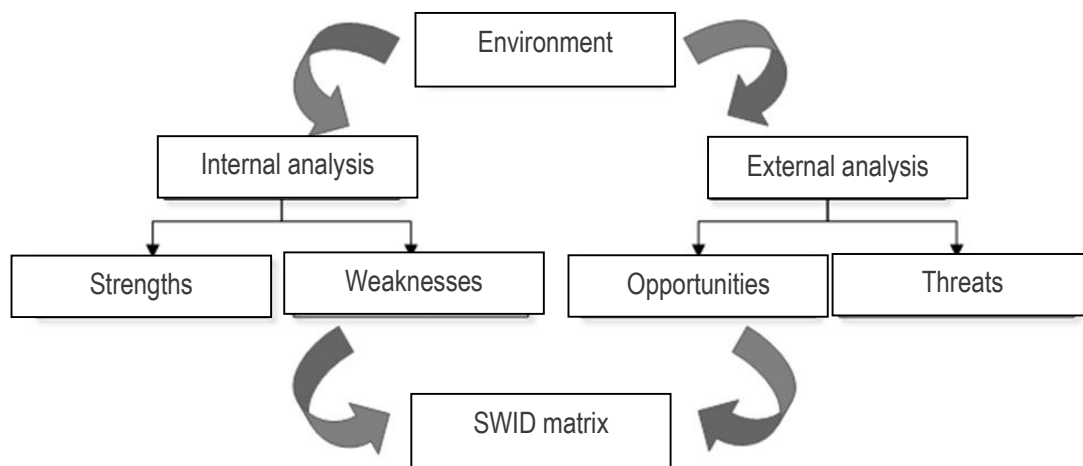 Environment
Internal analysis
External analysis
Strengths
Weaknesses
Opportunities
Threats
SWID matrix